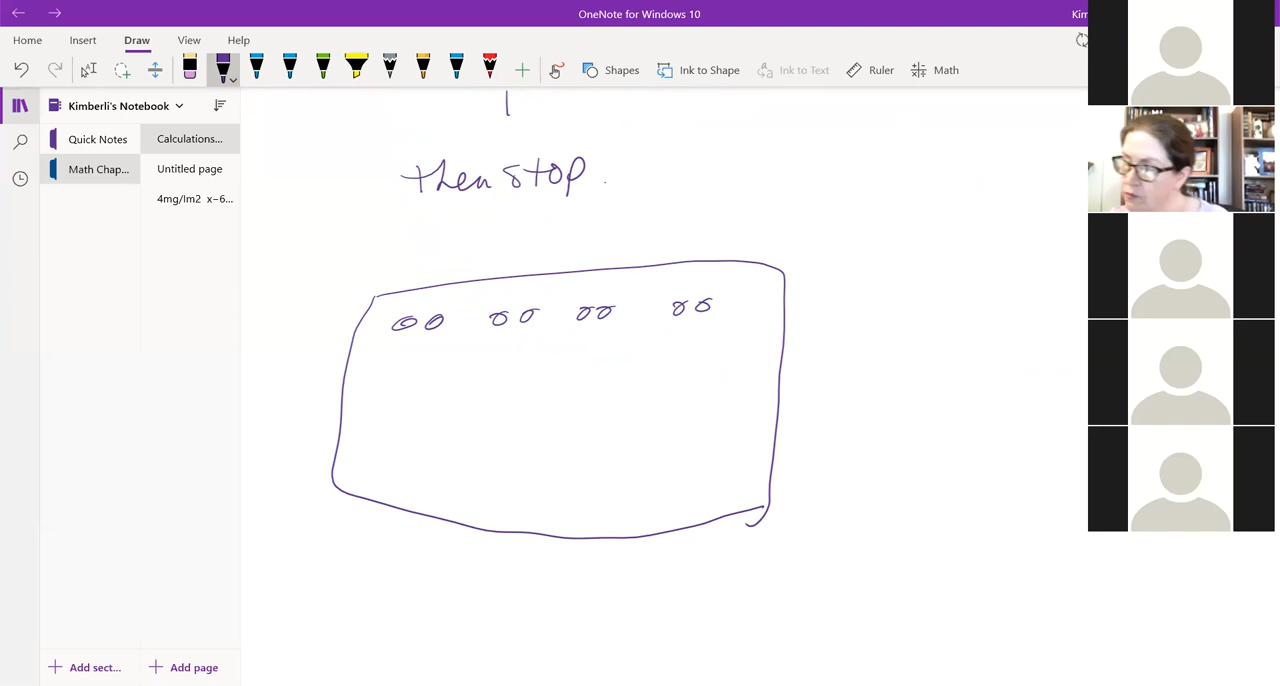 OneNote for Windows 10
Kim
Home
Insert
Draw
View
Help
Shapes
Ink to Shape
Ink to Text
Ruler
Math
Kimberli's Notebook
Quick Notes
Calculations...
Math Chap...
Untitled page
4mg/lm2 x-6...
then stop.
Add sect...
Add page